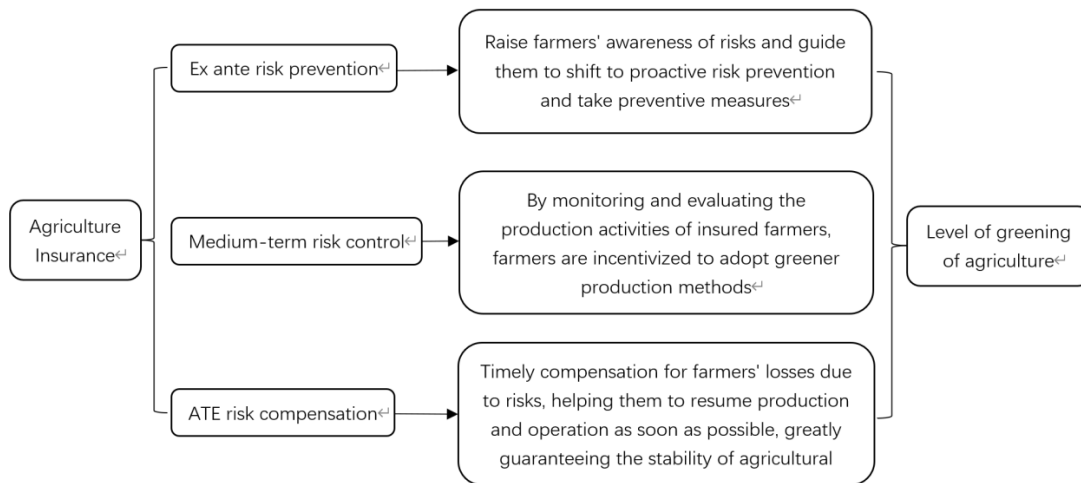 Raise farmers' awareness of risks and guide
them to shift to proactive risk prevention
and take preventive measures↵
Ex ante risk prevention↵
By monitoring and evaluating the
production activities of insured farmers,
farmers are incentivized to adopt greener
production methods↵
Agriculture
Insurance↵
Medium-term risk control↵
Level of greening
of agriculture↵
Timely compensation for farmers' losses due
to risks, helping them to resume production
and operation as soon as possible, greatly
guaranteeing the stability of agricultural
ATE risk compensation↵